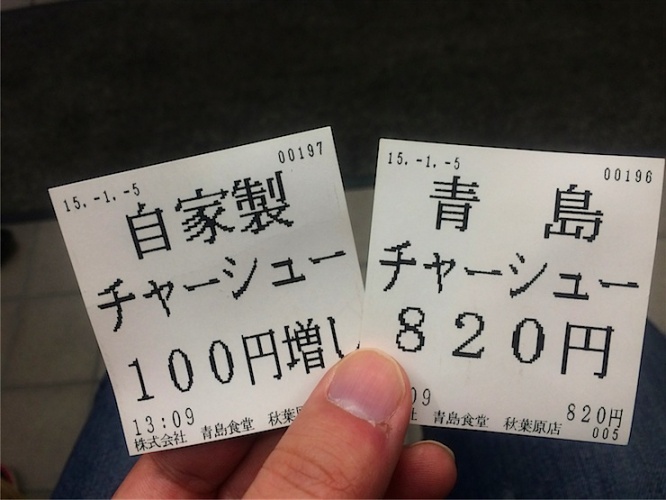 00197
15.-1.-5
自家製
チャーシュー
100円増し
13:09
株式会社 青島食堂 秋葉原
15.-1.-5
00196
青島
チャーシュー
820円
09
820円
社 青島食堂 秋葉原店
005